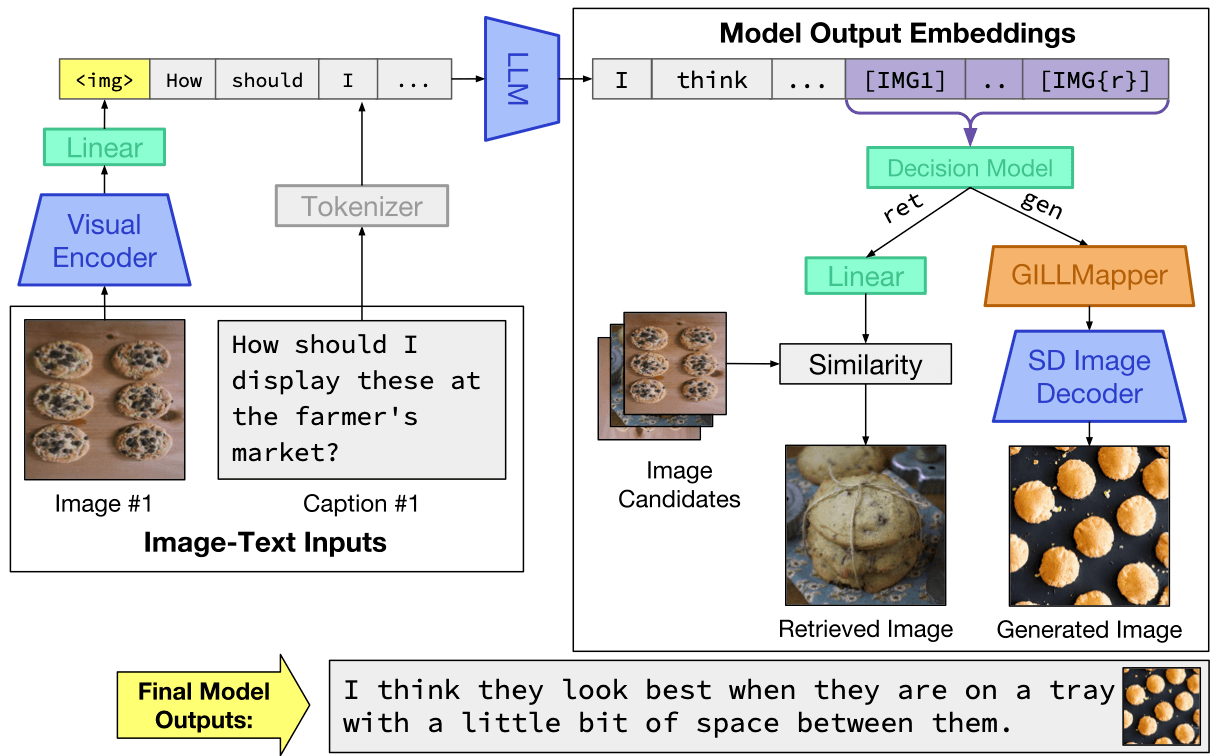 Model Output Embeddings
<img> How should I ...
LLM
I think ... [IMG1] .. [IMG{r}]
Linear
Decision Model
Tokenizer
ret
gen
Visual
Encoder
Linear
GILLMapper
How should I
display these at
the farmer's
market?
Similarity
SD Image
Decoder
Image
Candidates
Image #1
Caption #1
Image-Text Inputs
Retrieved Image
Generated Image
Final Model
Outputs:
I think they look best when they are on a tray
with a little bit of space between them.